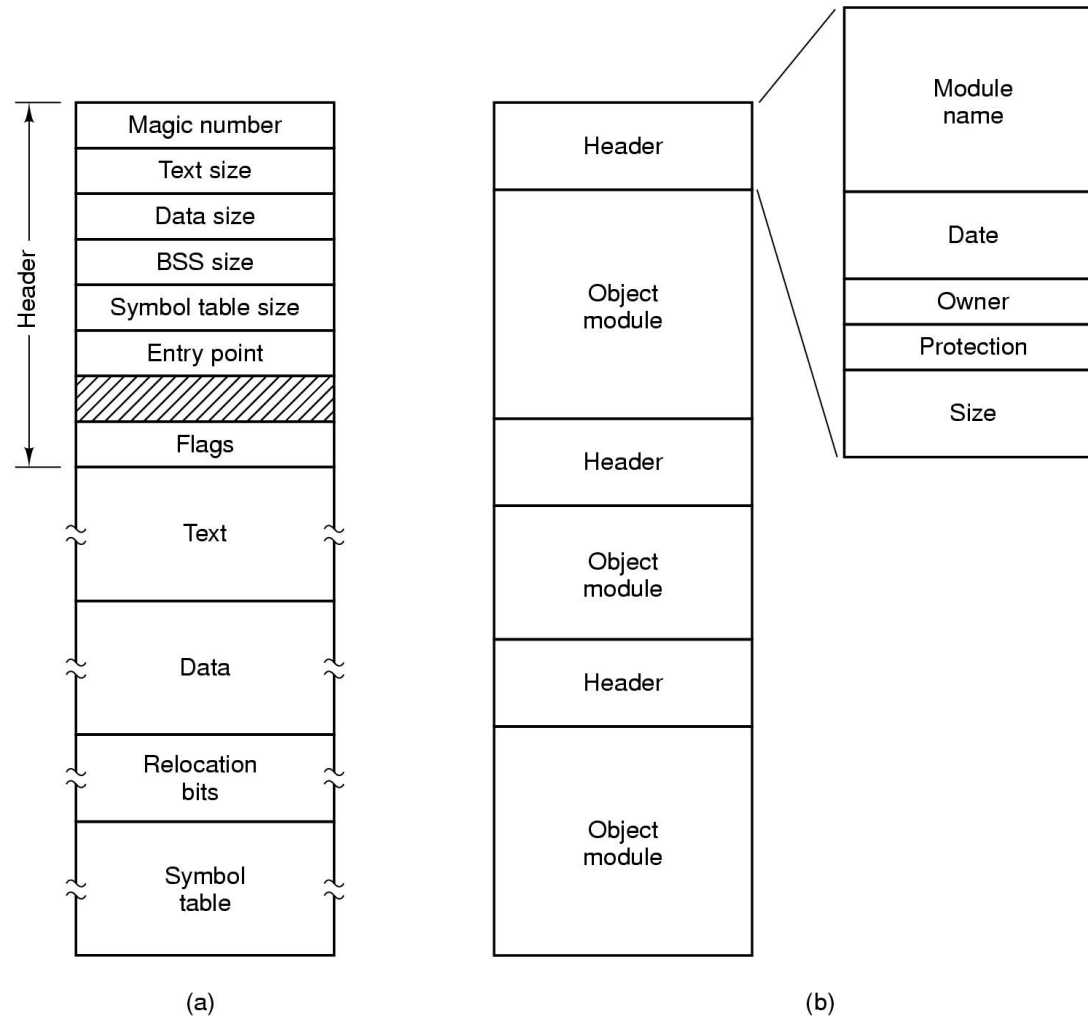 Header
Magic number
Text size
Data size
BSS size
Symbol table size
Entry point
Flags
Text
Data
Relocation
bits
Symbol
table
(a)
Header
Object
module
Header
Object
module
Header
Object
module
Module
name
Date
Owner
Protection
Size
(b)